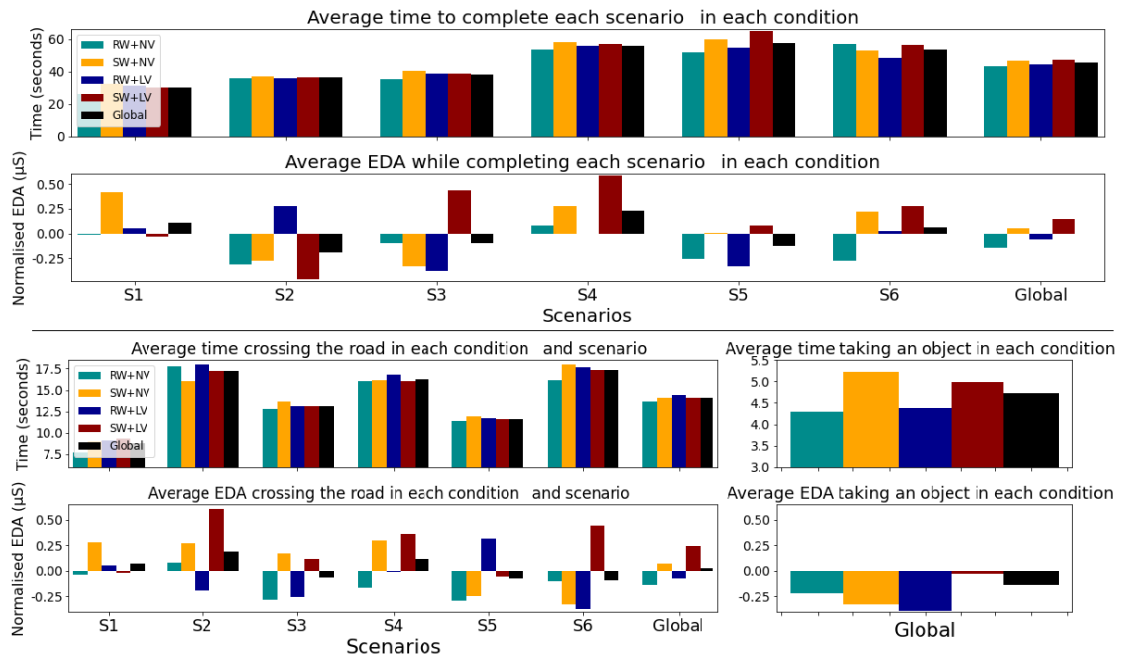 Average time to complete each scenario in each condition
Time (seconds)
60
40
20
0
RW+NV
SW+NV
RW+LV
SW+LV
Global
Average EDA while completing each scenario in each condition
Normalised EDA (µS)
0.50
0.25
0.00
-0.25
S1 S2 S3 S4 S5 S6 Global
Scenarios
Average time crossing the road in each condition and scenario
Time (seconds)
17.5
15.0
12.5
10.0
7.5
RW+NV
SW+NV
RW+LV
SW+LV
Global
Average time taking an object in each condition
5.5
5.0
4.5
4.0
3.5
3.0
Average EDA crossing the road in each condition and scenario
Normalised EDA (µS)
0.50
0.25
0.00
-0.25
S1 S2 S3 S4 S5 S6 Global
Scenarios
Average EDA taking an object in each condition
0.50
0.25
0.00
-0.25
Global